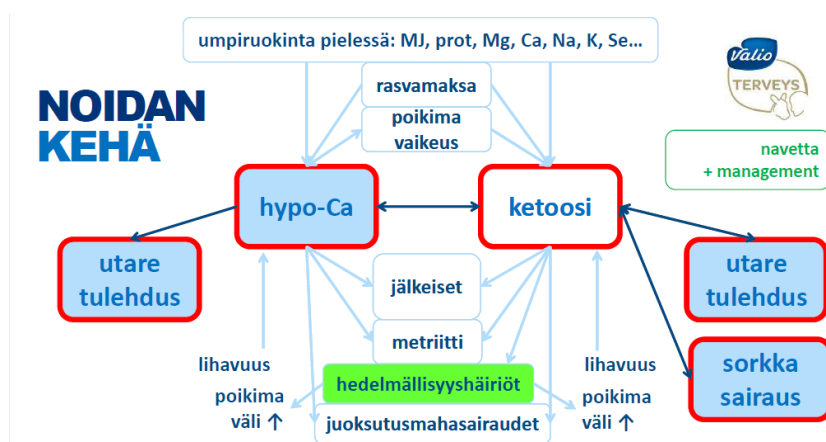 umpiruokinta pielessä: MJ, prot, Mg, Ca, Na, K, Se...
Valio
TERVEYS
NOIDAN
KEHÄ
rasvamaksa
poikima
vaikeus
navetta
+ management
hypo-Ca
ketoosi
utare
tulehdus
utare
tulehdus
jälkeiset
metriitti
lihavuus
poikima
väli ↑
hedelmällisyyshäiriöt
lihavuus
poikima
väli ↑
sorkka
sairaus
juoksutusmahasairaudet